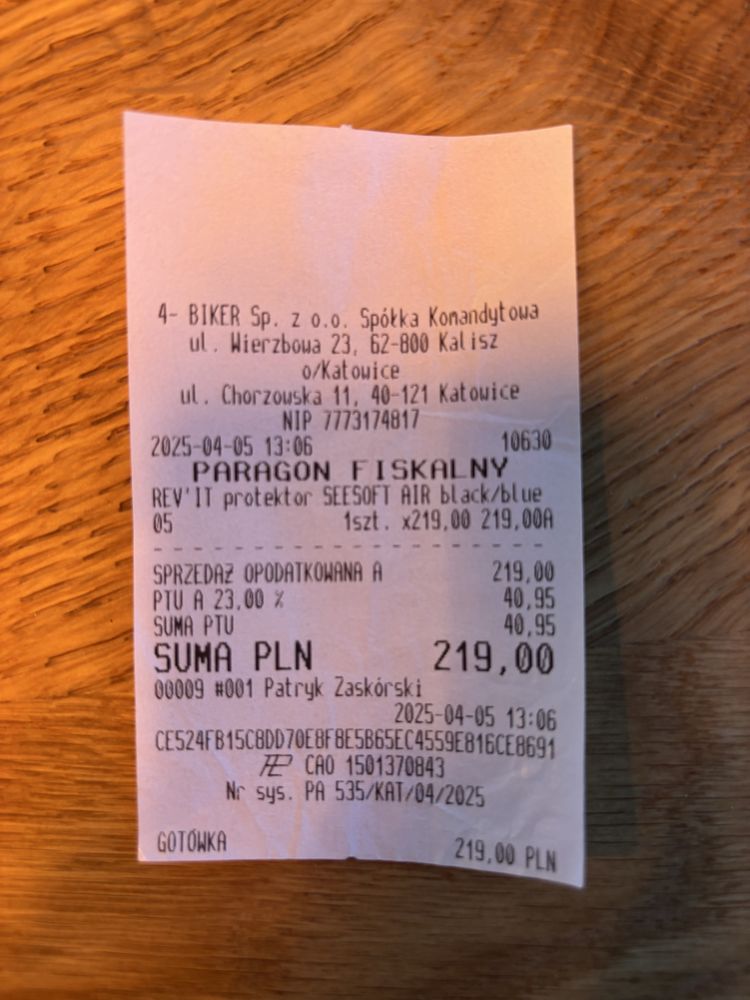 4- BIKER Sp. z o.o. Spółka Komandytowa
ul. Wierzbowa 23, 62-800 Kalisz
o/Katowice
ul. Chorzowska 11, 40-121 Katowice
NIP 7773174817
2025-04-05 13:06 10630
PARAGON FISKALNY
REV'IT protektor SEESOFT AIR black/blue
05 1szt. x219,00 219,00A
SPRZEDAŻ OPODATKOWANA A 219,00
PTU A 23,00 % 40,95
SUMA PTU 40,95
SUMA PLN 219,00
00009 #001 Patryk Zaskórski
2025-04-05 13:06
CE524FB15C8DD70E8F8E5B65EC4559E816CE8691
CAO 1501370843
Nr sys. PA 535/KAT/04/2025
GOTÓWKA 219,00 PLN